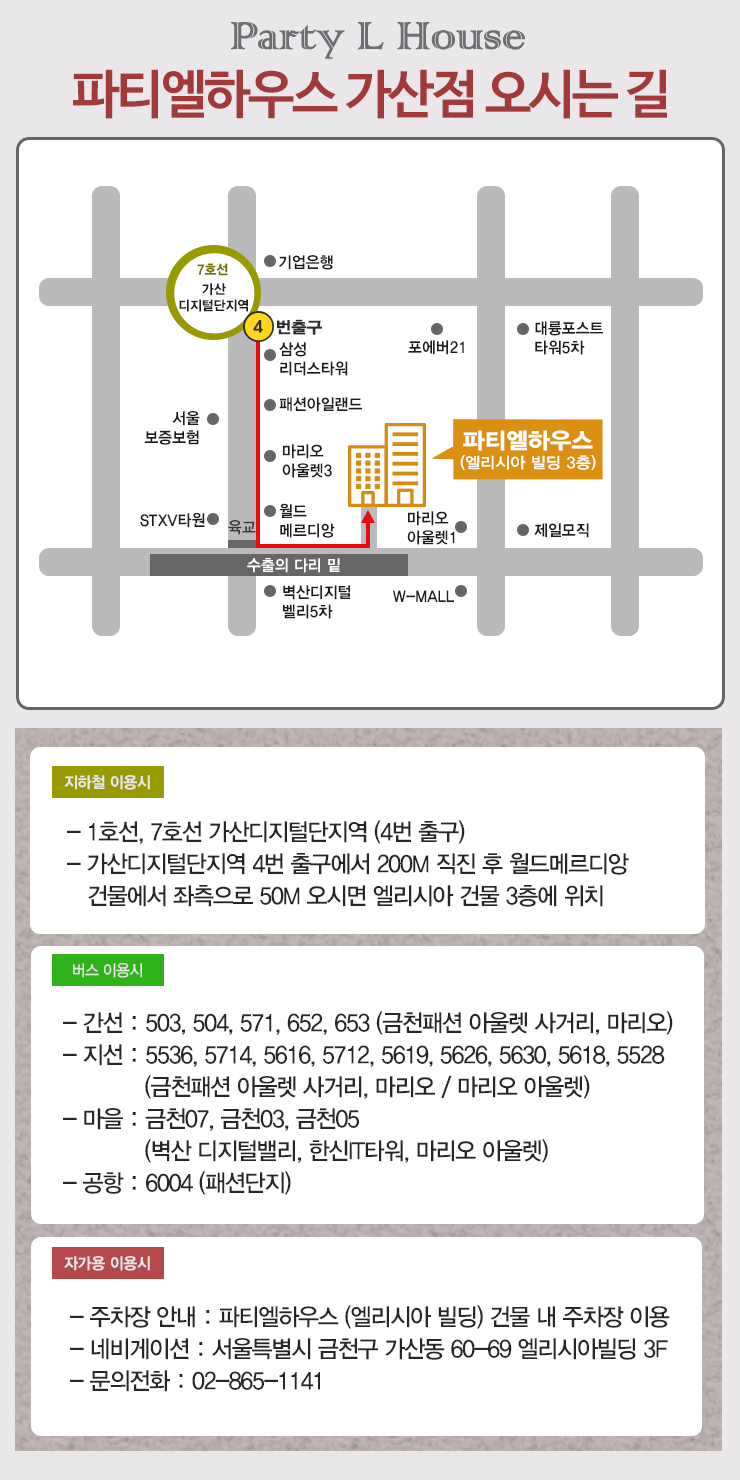 Party L House
파티엘하우스 가산점 오시는 길
7호선
가산
디지털단지역
기업은행
4 번출구
삼성
리더스타워
포에버21
대륭포스트
타워5차
패션아일랜드
서울
보증보험
마리오
아울렛3
파티엘하우스
(엘리시아 빌딩 3층)
STXV타원
육교
월드
메르디앙
마리오
아울렛1
제일모직
수출의 다리 밑
벽산디지털
벨리5차
W-MALL
지하철 이용시
- 1호선, 7호선 가산디지털단지역 (4번 출구)
- 가산디지털단지역 4번 출구에서 200M 직진 후 월드메르디앙
건물에서 좌측으로 50M 오시면 엘리시아 건물 3층에 위치
버스 이용시
- 간선 : 503, 504, 571, 652, 653 (금천패션 아울렛 사거리, 마리오)
- 지선 : 5536, 5714, 5616, 5712, 5619, 5626, 5630, 5618, 5528
(금천패션 아울렛 사거리, 마리오 / 마리오 아울렛)
- 마을 : 금천07, 금천03, 금천05
(벽산 디지털밸리, 한신IT타워, 마리오 아울렛)
- 공항 : 6004 (패션단지)
자가용 이용시
- 주차장 안내 : 파티엘하우스 (엘리시아 빌딩) 건물 내 주차장 이용
- 네비게이션 : 서울특별시 금천구 가산동 60-69 엘리시아빌딩 3F
- 문의전화 : 02-865-1141